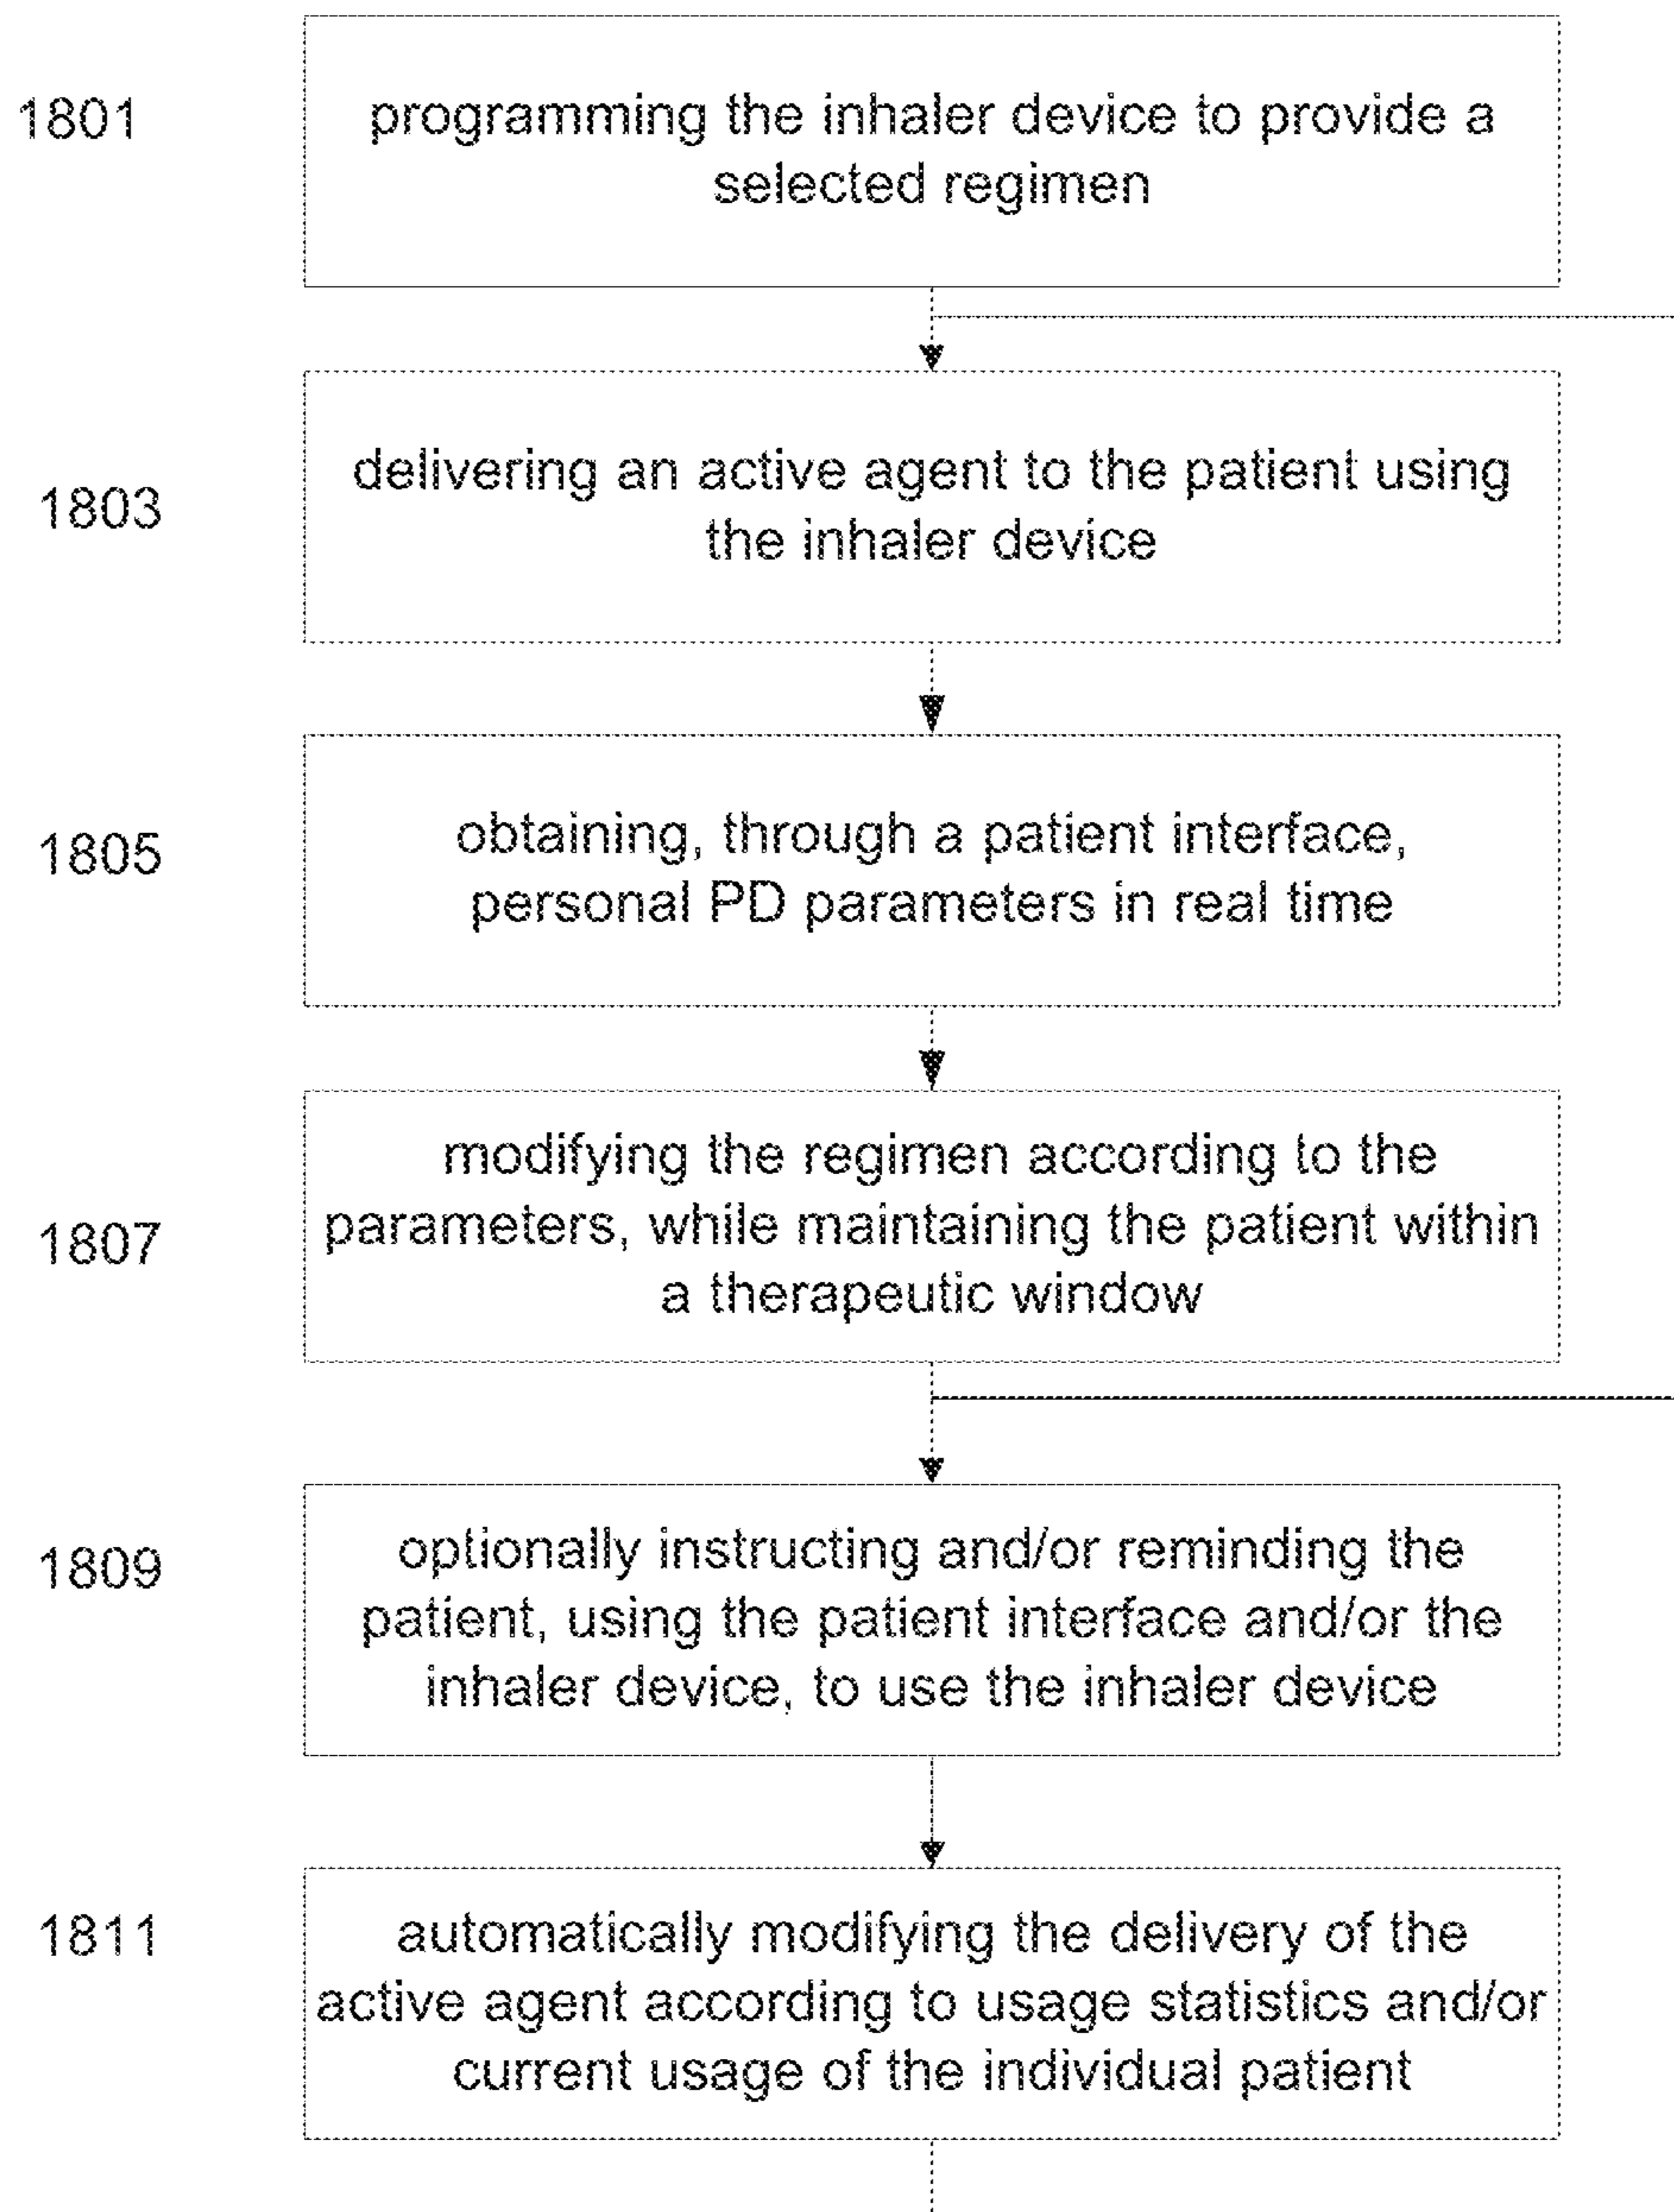 1801
programming the inhaler device to provide a
selected regimen
1803
delivering an active agent to the patient using
the inhaler device
1805
obtaining, through a patient interface,
personal PD parameters in real time
1807
modifying the regimen according to the
parameters, while maintaining the patient within
a therapeutic window
1809
optionally instructing and/or reminding the
patient, using the patient interface and/or the
inhaler device, to use the inhaler device
1811
automatically modifying the delivery of the
active agent according to usage statistics and/or
current usage of the individual patient